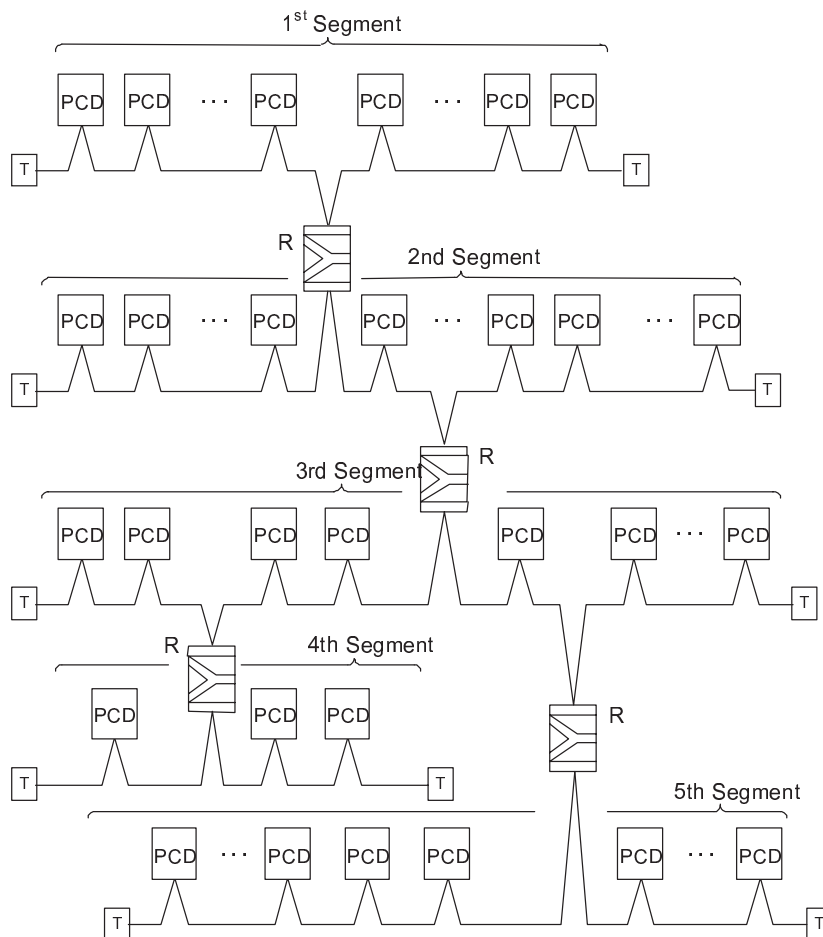 1st Segment
PCD PCD ... PCD PCD ... PCD PCD
T T
R
2nd Segment
PCD PCD ... PCD PCD ... PCD PCD ... PCD
T T
R
3rd Segment
PCD PCD PCD PCD PCD PCD ... PCD
T T
R
4th Segment
PCD PCD PCD
R
T T
5th Segment
PCD ... PCD PCD PCD PCD ... PCD
T T